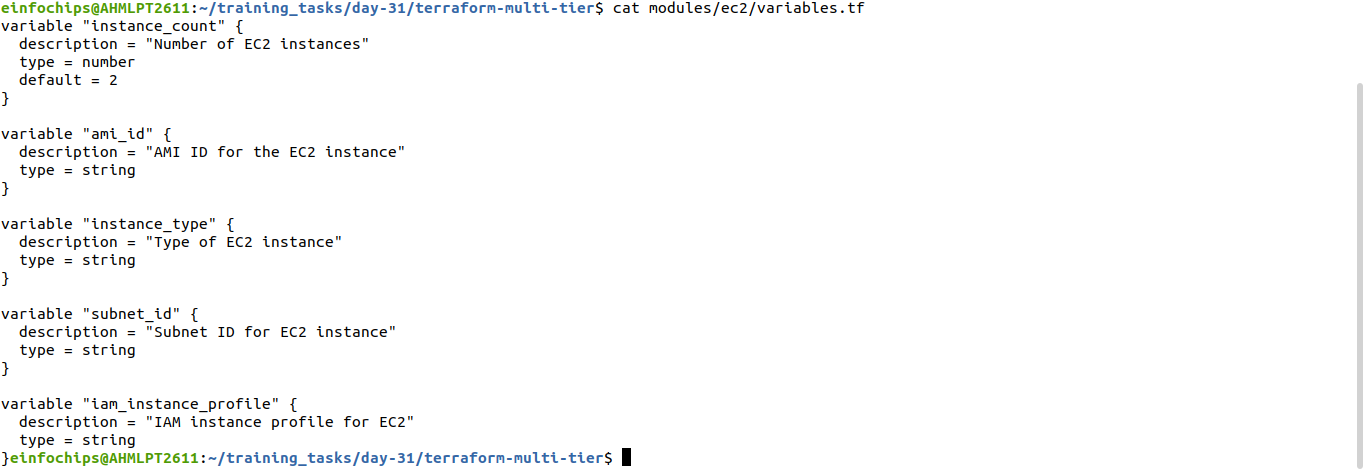 einfochips@AHMLPT2611:~/training_tasks/day-31/terraform-multi-tier$ cat modules/ec2/variables.tf
variable "instance_count" {
  description = "Number of EC2 instances"
  type = number
  default = 2
}

variable "ami_id" {
  description = "AMI ID for the EC2 instance"
  type = string
}

variable "instance_type" {
  description = "Type of EC2 instance"
  type = string
}

variable "subnet_id" {
  description = "Subnet ID for EC2 instance"
  type = string
}

variable "iam_instance_profile" {
  description = "IAM instance profile for EC2"
  type = string
}einfochips@AHMLPT2611:~/training_tasks/day-31/terraform-multi-tier$